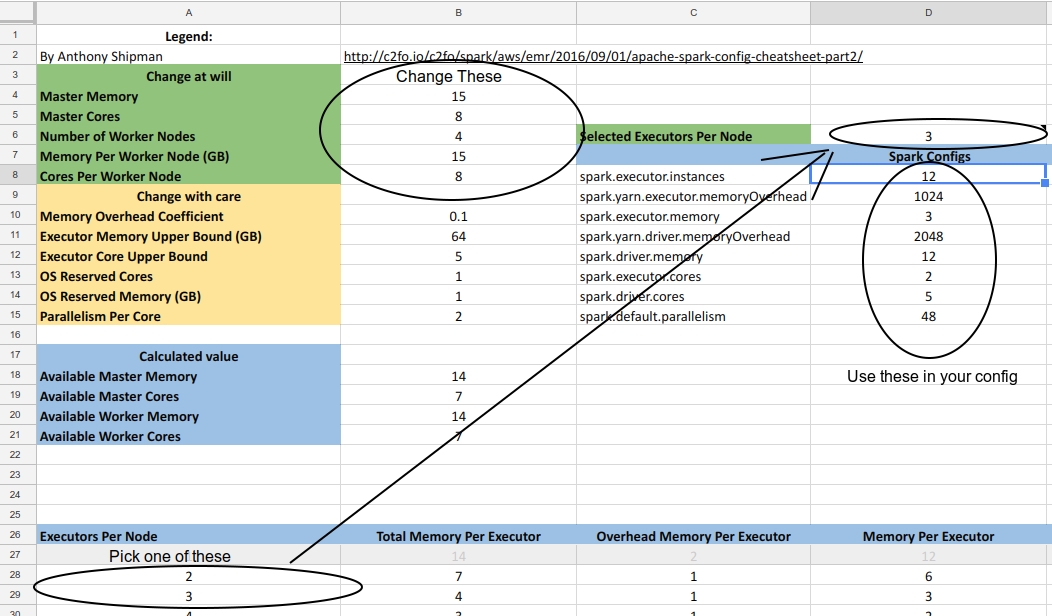 A B C D
1 Legend:
2 By Anthony Shipman http://c2fo.io/c2fo/spark/aws/emr/2016/09/01/apache-spark-config-cheatsheet-part2/
3 Change at will Change These
4 Master Memory 15
5 Master Cores 8
6 Number of Worker Nodes 4 Selected Executors Per Node 3
7 Memory Per Worker Node (GB) 15 Spark Configs
8 Cores Per Worker Node 8 spark.executor.instances 12
9 Change with care spark.yarn.executor.memoryOverhead 1024
10 Memory Overhead Coefficient 0.1 spark.executor.memory 3
11 Executor Memory Upper Bound (GB) 64 spark.yarn.driver.memoryOverhead 2048
12 Executor Core Upper Bound 5 spark.driver.memory 12
13 OS Reserved Cores 1 spark.executor.cores 2
14 OS Reserved Memory (GB) 1 spark.driver.cores 5
15 Parallelism Per Core 2 spark.default.parallelism 48
16
17 Calculated value
18 Available Master Memory 14 Use these in your config
19 Available Master Cores 7
20 Available Worker Memory 14
21 Available Worker Cores 7
22
23
24
25
26 Executors Per Node Total Memory Per Executor Overhead Memory Per Executor Memory Per Executor
27 Pick one of these 14 2 12
28 2 7 1 6
29 3 4 1 3
30 4 3 1 2